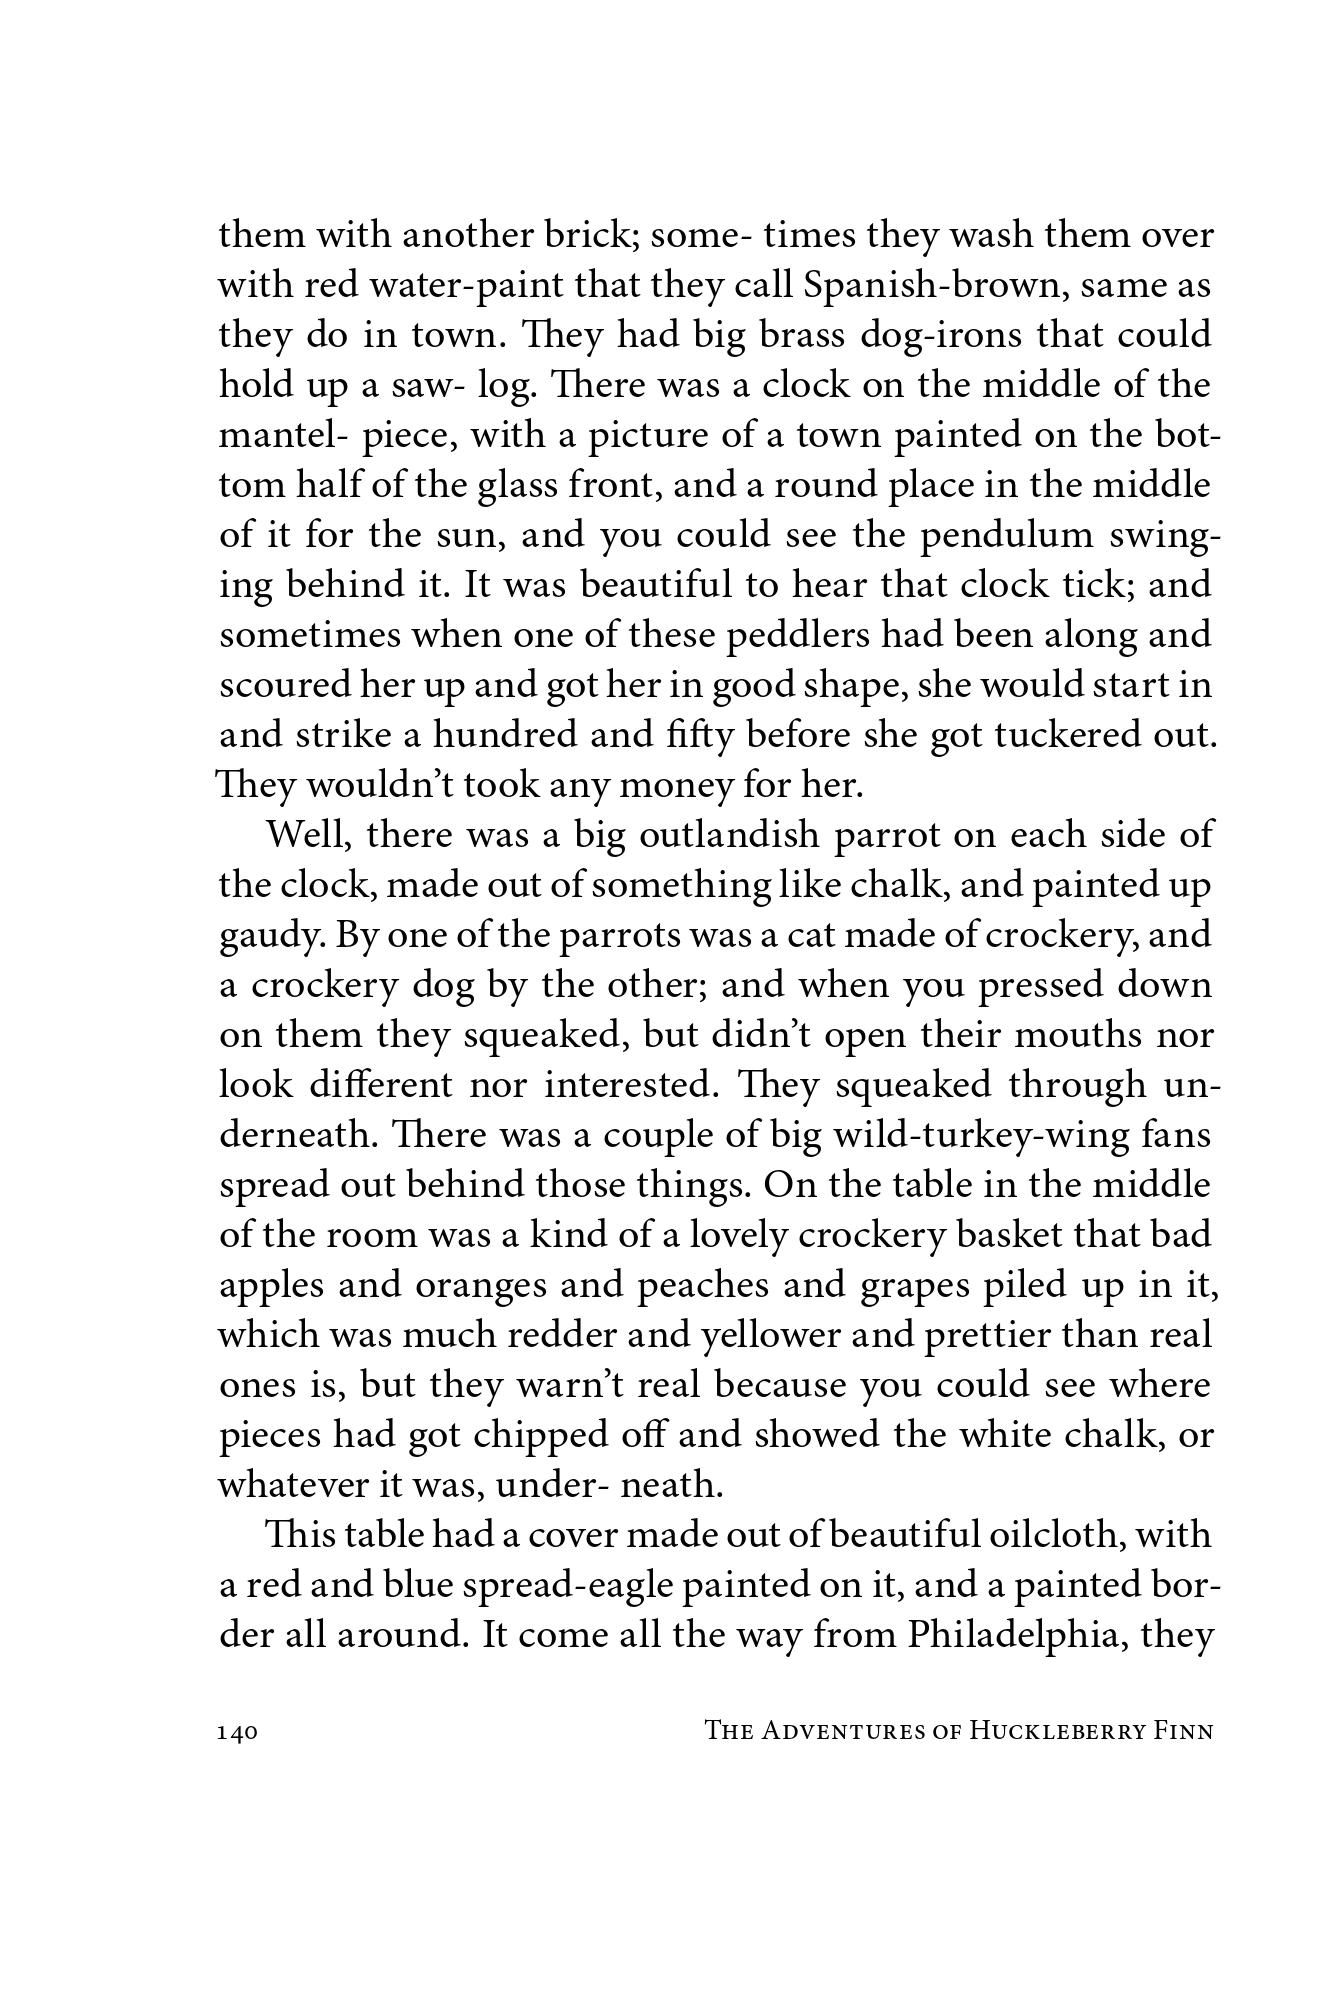 them with another brick; some- times they wash them over
with red water-paint that they call Spanish-brown, same as
they do in town. They had big brass dog-irons that could
hold up a saw- log. There was a clock on the middle of the
mantel- piece, with a picture of a town painted on the bot-
tom half of the glass front, and a round place in the middle
of it for the sun, and you could see the pendulum swing-
ing behind it. It was beautiful to hear that clock tick; and
sometimes when one of these peddlers had been along and
scoured her up and got her in good shape, she would start in
and strike a hundred and fifty before she got tuckered out.
They wouldn’t took any money for her.
Well, there was a big outlandish parrot on each side of
the clock, made out of something like chalk, and painted up
gaudy. By one of the parrots was a cat made of crockery, and
a crockery dog by the other; and when you pressed down
on them they squeaked, but didn’t open their mouths nor
look different nor interested. They squeaked through un-
derneath. There was a couple of big wild-turkey-wing fans
spread out behind those things. On the table in the middle
of the room was a kind of a lovely crockery basket that bad
apples and oranges and peaches and grapes piled up in it,
which was much redder and yellower and prettier than real
ones is, but they warn’t real because you could see where
pieces had got chipped off and showed the white chalk, or
whatever it was, under- neath.
This table had a cover made out of beautiful oilcloth, with
a red and blue spread-eagle painted on it, and a painted bor-
der all around. It come all the way from Philadelphia, they
140 The Adventures of Huckleberry Finn